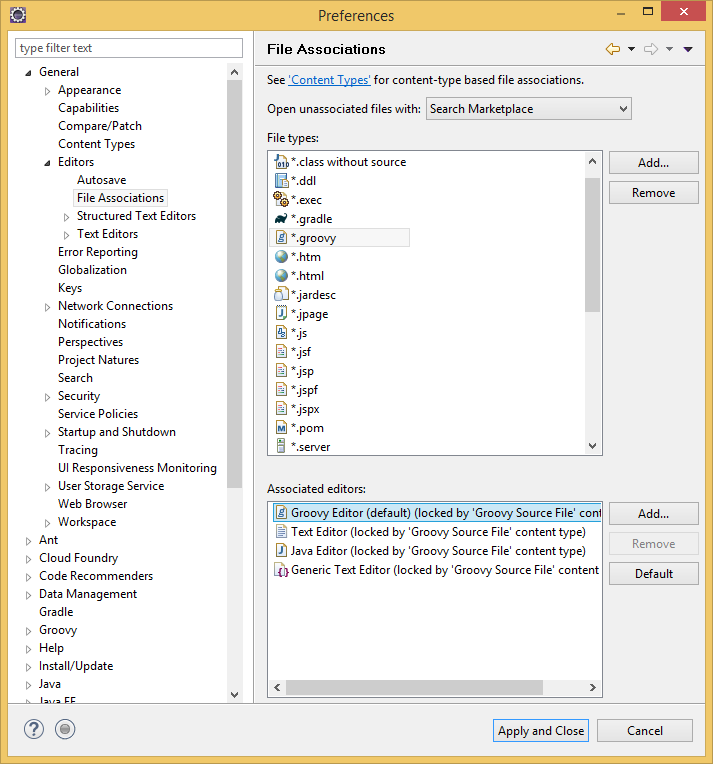 Preferences
type filter text
General
Appearance
Capabilities
Compare/Patch
Content Types
Editors
Autosave
File Associations
Structured Text Editors
Text Editors
Error Reporting
Globalization
Keys
Network Connections
Notifications
Perspectives
Project Natures
Search
Security
Service Policies
Startup and Shutdown
Tracing
UI Responsiveness Monitoring
User Storage Service
Web Browser
Workspace
Ant
Cloud Foundry
Code Recommenders
Data Management
Gradle
Groovy
Help
Install/Update
Java
Java EE
File Associations
See 'Content Types' for content-type based file associations.
Open unassociated files with: Search Marketplace
File types:
*.class without source
*.ddl
*.exec
*.gradle
*.groovy
*.htm
*.html
*.jardesc
*.jpage
*.js
*.jsf
*.jsp
*.jspf
*.jspx
*.pom
*.server
Add...
Remove
Associated editors:
Groovy Editor (default) (locked by 'Groovy Source File' cont
Text Editor (locked by 'Groovy Source File' content type)
Java Editor (locked by 'Groovy Source File' content type)
Generic Text Editor (locked by 'Groovy Source File' content
Add...
Remove
Default
Apply and Close
Cancel